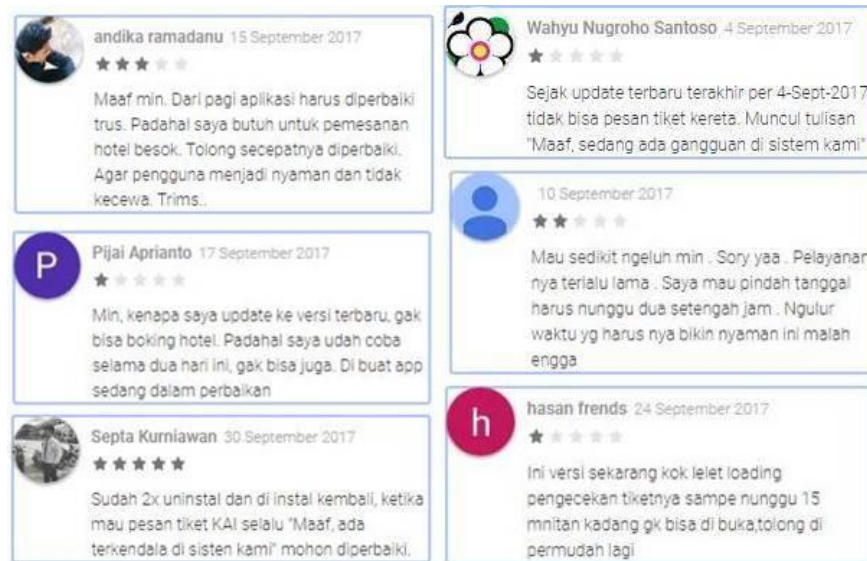 andika ramadanu 15 September 2017
Maaf min. Dari pagi aplikasi harus diperbaiki
trus. Padahal saya butuh untuk pemesanan
hotel besok. Tolong secepatnya diperbaiki.
Agar pengguna menjadi nyaman dan tidak
kecewa. Trims..
P
Pijai Aprianto 17 September 2017
Min, kenapa saya update ke versi terbaru, gak
bisa boking hotel. Padahal saya udah coba
selama dua hari ini, gak bisa juga. Di buat app
sedang dalam perbaikan
Septa Kurniawan 30 September 2017
Sudah 2x uninstal dan di instal kembali, ketika
mau pesan tiket KAI selalu "Maaf, ada
terkendala di sisten kami" mohon diperbaiki.
Wahyu Nugroho Santoso 4 September 2017
Sejak update terbaru terakhir per 4-Sept-2017
tidak bisa pesan tiket kereta. Muncul tulisan
"Maaf, sedang ada gangguan di sistem kami"
10 September 2017
Mau sedikit ngeluh min . Sory yaa . Pelayanan
nya terlalu lama . Saya mau pindah tanggal
harus nunggu dua setengah jam . Ngulur
waktu yg harus nya bikin nyaman ini malah
engga
h
hasan frends 24 September 2017
Ini versi sekarang kok lelet loading
pengecekan tiketnya sampe nunggu 15
mnitan kadang gk bisa di buka,tolong di
permudah lagi